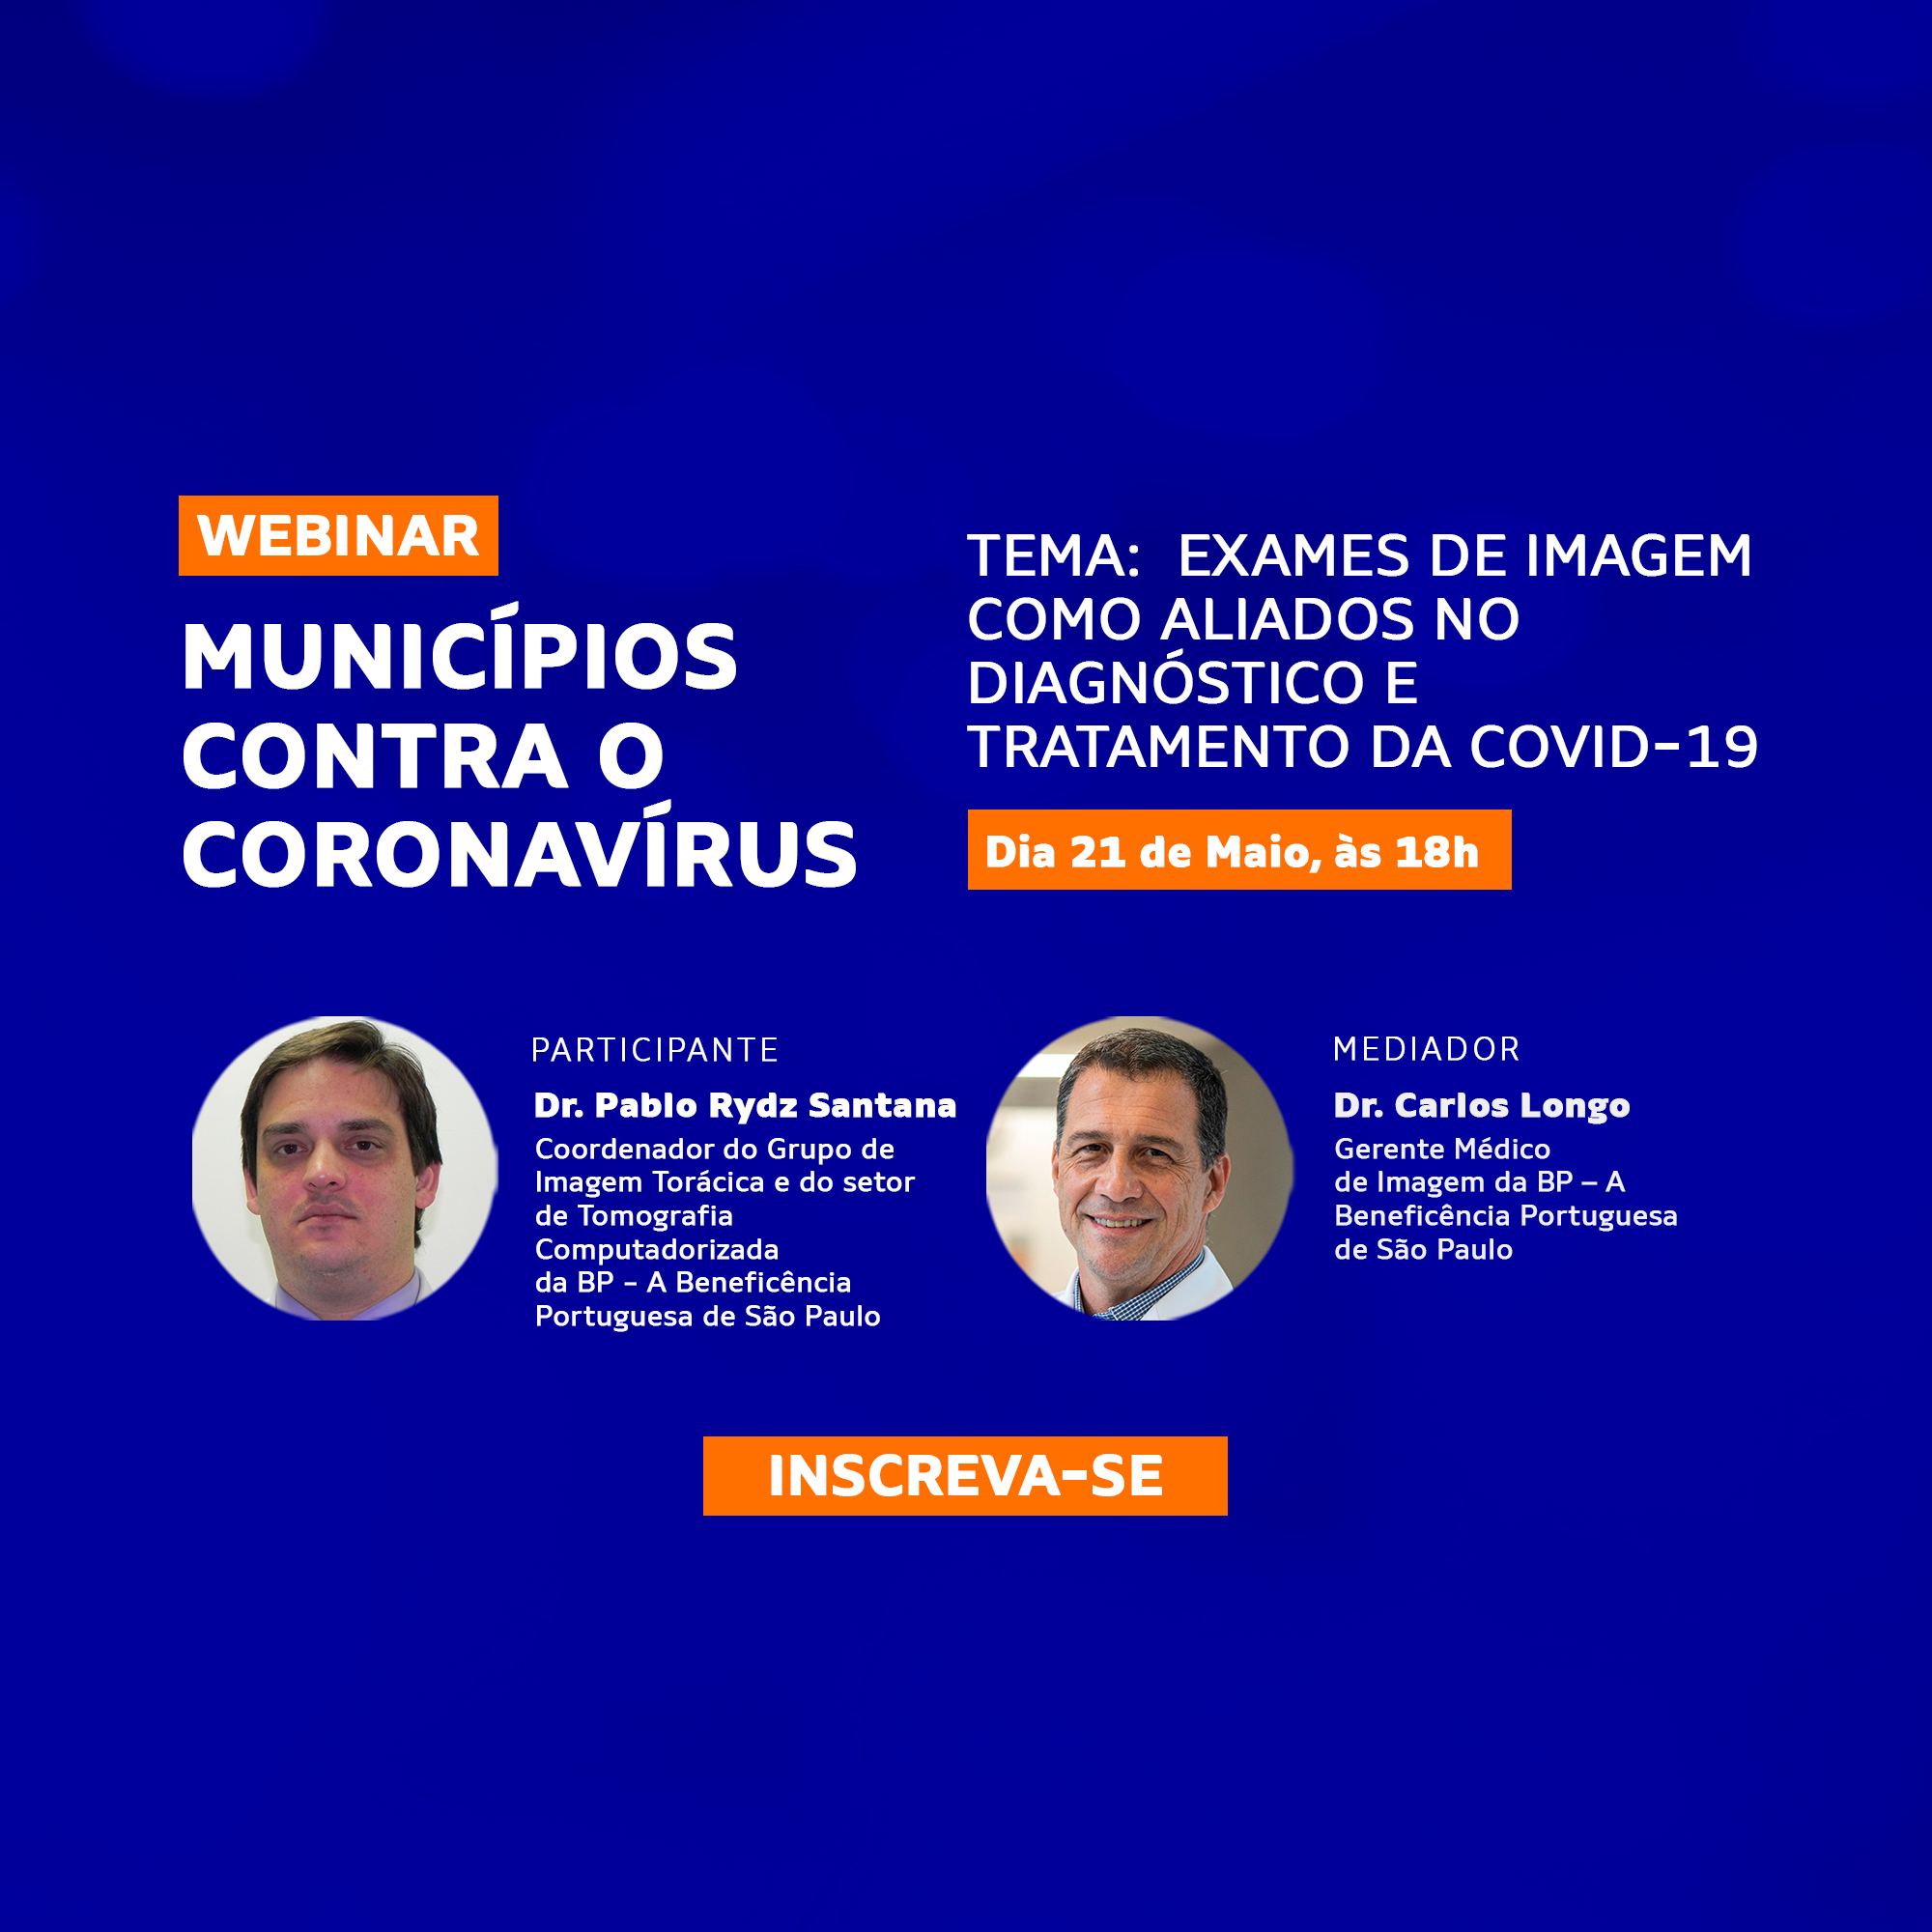 WEBINAR
MUNICÍPIOS
CONTRA O
CORONAVÍRUS
TEMA:  EXAMES DE IMAGEM
COMO ALIADOS NO
DIAGNÓSTICO E
TRATAMENTO DA COVID-19
Dia 21 de Maio, às 18h
PARTICIPANTE
Dr. Pablo Rydz Santana
Coordenador do Grupo de
Imagem Torácica e do setor
de Tomografia
Computadorizada
da BP - A Beneficência
Portuguesa de São Paulo
MEDIADOR
Dr. Carlos Longo
Gerente Médico
de Imagem da BP – A
Beneficência Portuguesa
de São Paulo
INSCREVA-SE